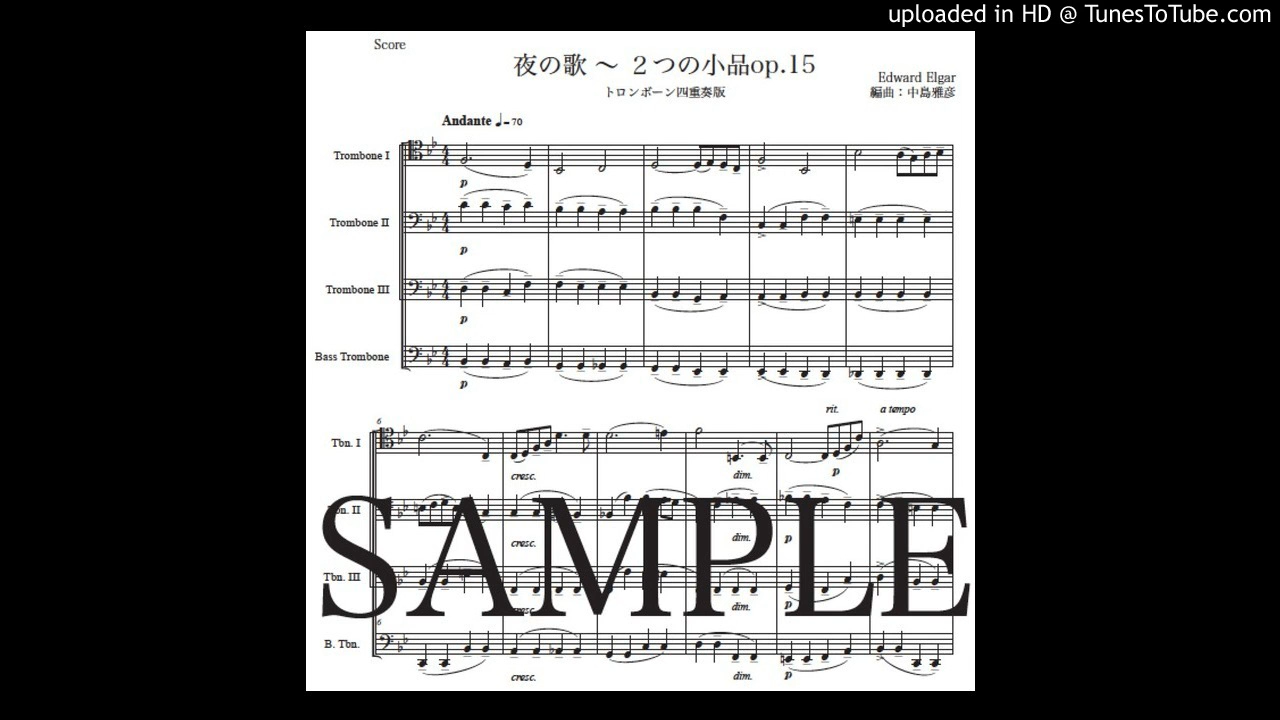 uploaded in HD @ TunesToTube.com
Score
夜の歌 ~ 2つの小品op.15
トロンボーン四重奏版
Edward Elgar
編曲:中島雅彦
Andante ♩=70
Trombone I
p
Trombone II
p
Trombone III
p
Bass Trombone
p
6
rit. a tempo
Tbn. I
cresc. dim. p
Tbn. II
cresc. dim. p
SAMPLE
Tbn. III
cresc. dim. p
6
B. Tbn.
cresc. dim. p